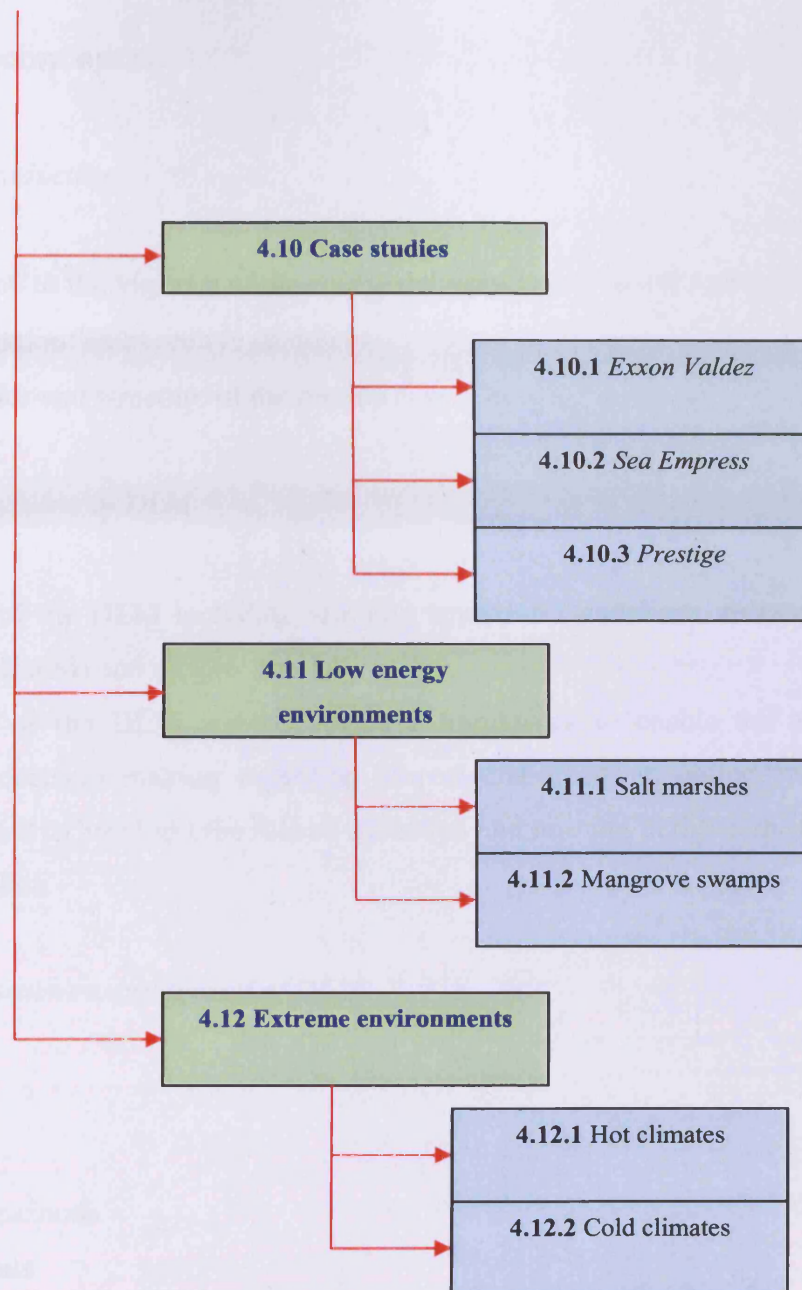 4.10 Case studies
4.10.1 Exxon Valdez
4.10.2 Sea Empress
4.10.3 Prestige
4.11 Low energy
environments
4.11.1 Salt marshes
4.11.2 Mangrove swamps
4.12 Extreme environments
4.12.1 Hot climates
4.12.2 Cold climates